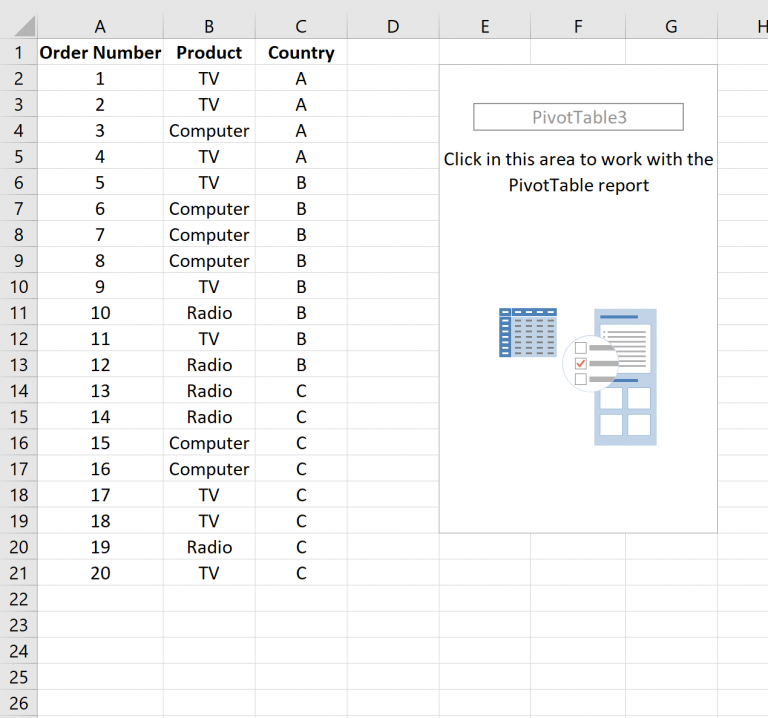 A B C D E F G H
1 Order Number Product Country
2 1 TV A
3 2 TV A
4 3 Computer A
5 4 TV A
6 5 TV B
7 6 Computer B
8 7 Computer B
9 8 Computer B
10 9 TV B
11 10 Radio B
12 11 TV B
13 12 Radio B
14 13 Radio C
15 14 Radio C
16 15 Computer C
17 16 Computer C
18 17 TV C
19 18 TV C
20 19 Radio C
21 20 TV C
22
23
24
25
26
PivotTable3
Click in this area to work with the
PivotTable report